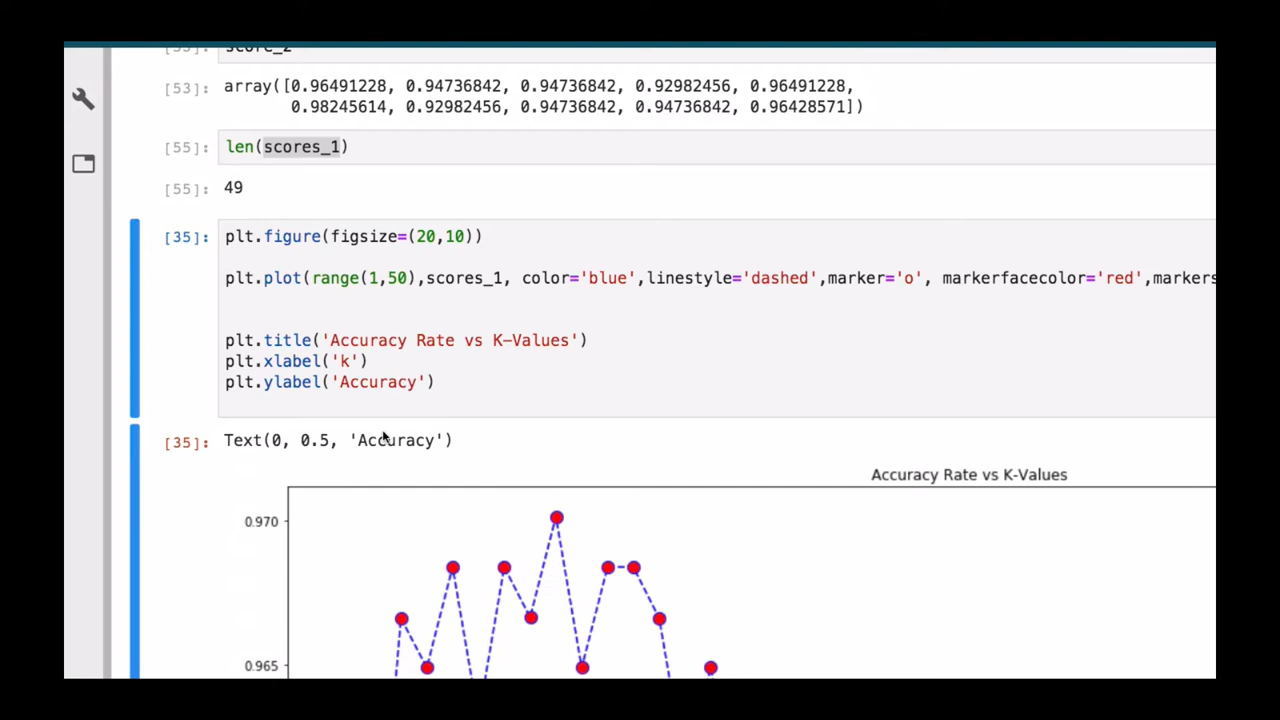 score_2
[53]: array([0.96491228, 0.94736842, 0.94736842, 0.92982456, 0.96491228,
0.98245614, 0.92982456, 0.94736842, 0.94736842, 0.96428571])
[55]: len(scores_1)
[55]: 49
[35]: plt.figure(figsize=(20,10))
plt.plot(range(1,50),scores_1, color='blue',linestyle='dashed',marker='o', markerfacecolor='red',markers
plt.title('Accuracy Rate vs K-Values')
plt.xlabel('k')
plt.ylabel('Accuracy')
[35]: Text(0, 0.5, 'Accuracy')
Accuracy Rate vs K-Values
0.970
0.965